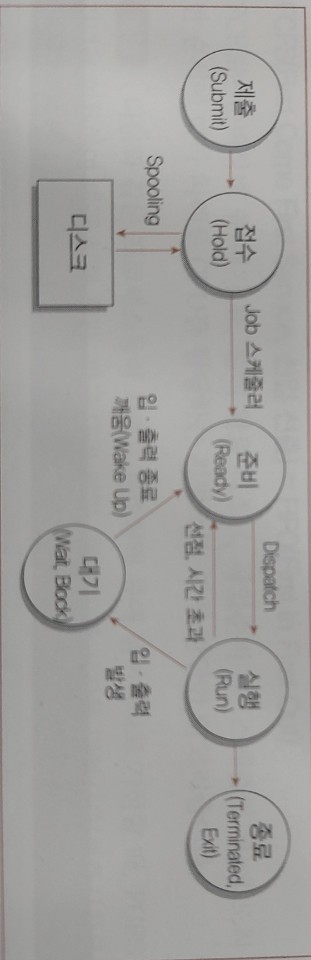 제출
(Submit)
접수
(Hold)
Job 스케줄러
준비
(Ready)
Dispatch
선점, 시간 초과
실행
(Run)
종료
(Terminated,
Exit)
Spooling
디스크
입·출력 종료
깨움(Wake Up)
입·출력
발생
대기
(Wait, Block)